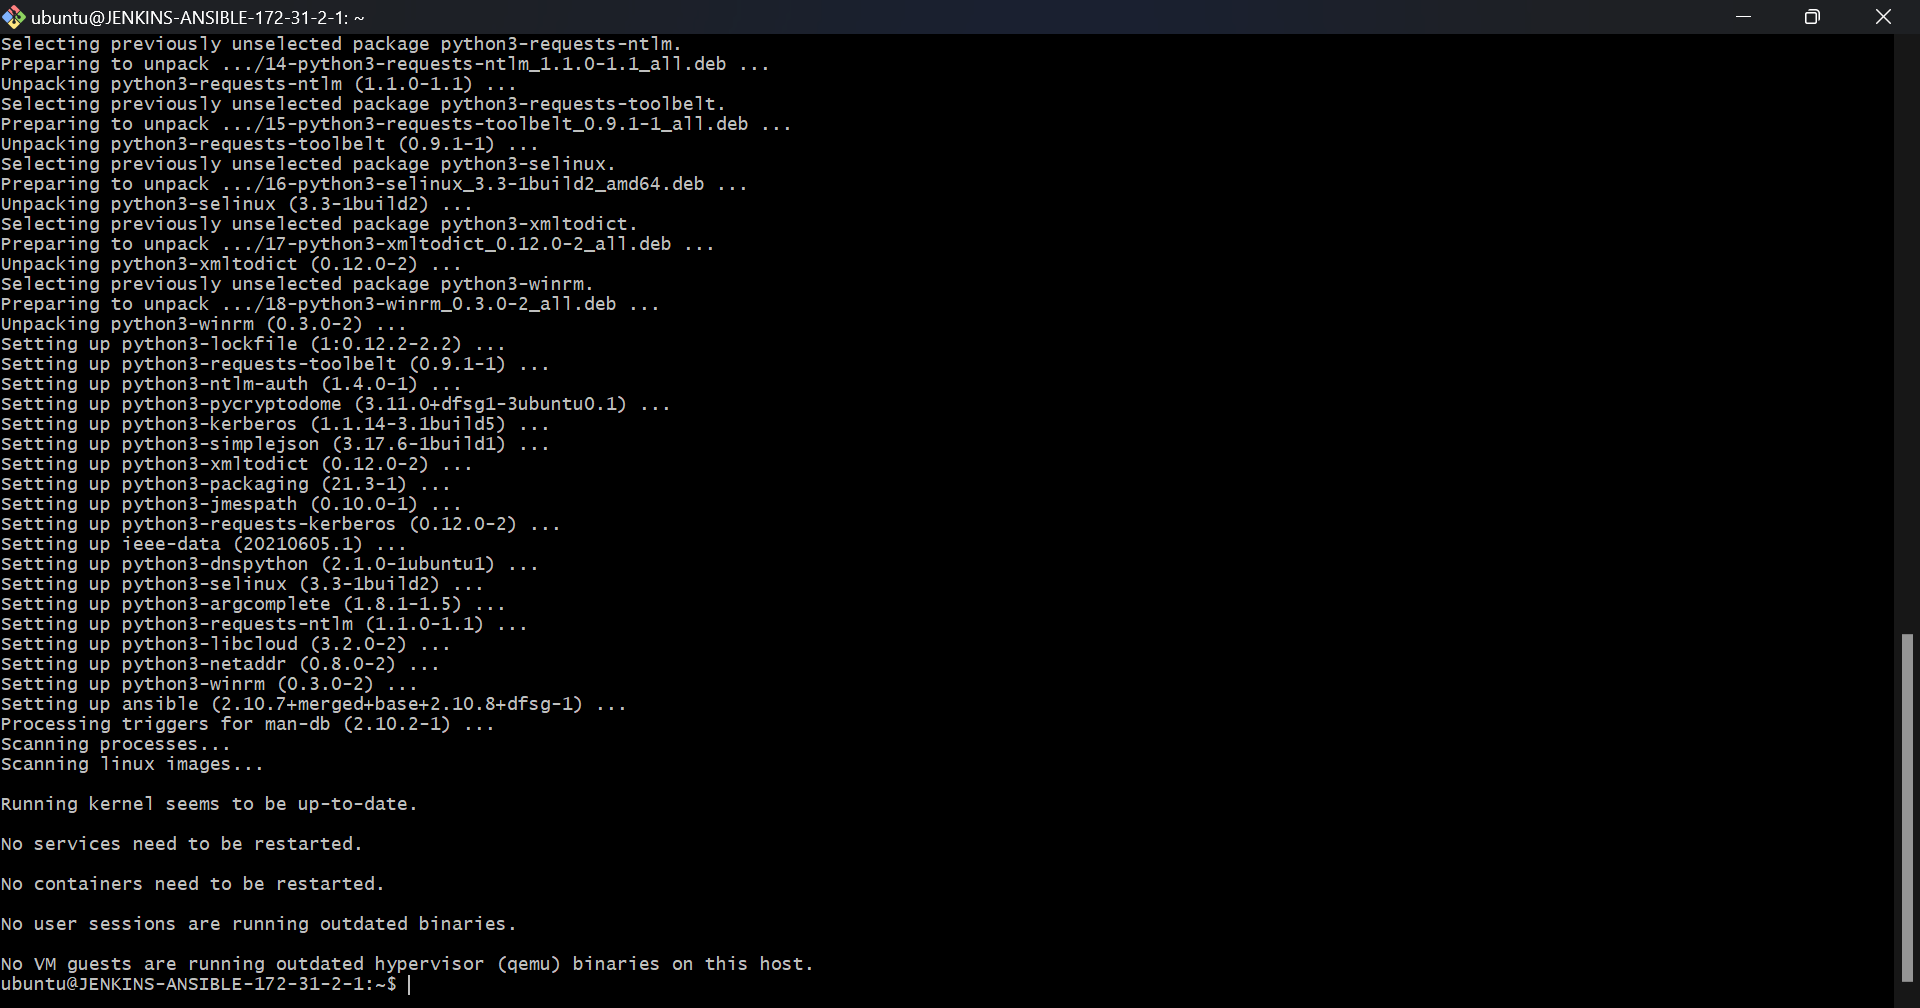 ubuntu@JENKINS-ANSIBLE-172-31-2-1: ~
Selecting previously unselected package python3-requests-ntlm.
Preparing to unpack .../14-python3-requests-ntlm_1.1.0-1.1_all.deb ...
Unpacking python3-requests-ntlm (1.1.0-1.1) ...
Selecting previously unselected package python3-requests-toolbelt.
Preparing to unpack .../15-python3-requests-toolbelt_0.9.1-1_all.deb ...
Unpacking python3-requests-toolbelt (0.9.1-1) ...
Selecting previously unselected package python3-selinux.
Preparing to unpack .../16-python3-selinux_3.3-1build2_amd64.deb ...
Unpacking python3-selinux (3.3-1build2) ...
Selecting previously unselected package python3-xmltodict.
Preparing to unpack .../17-python3-xmltodict_0.12.0-2_all.deb ...
Unpacking python3-xmltodict (0.12.0-2) ...
Selecting previously unselected package python3-winrm.
Preparing to unpack .../18-python3-winrm_0.3.0-2_all.deb ...
Unpacking python3-winrm (0.3.0-2) ...
Setting up python3-lockfile (1:0.12.2-2.2) ...
Setting up python3-requests-toolbelt (0.9.1-1) ...
Setting up python3-ntlm-auth (1.4.0-1) ...
Setting up python3-pycryptodome (3.11.0+dfsg1-3ubuntu0.1) ...
Setting up python3-kerberos (1.1.14-3.1build5) ...
Setting up python3-simplejson (3.17.6-1build1) ...
Setting up python3-xmltodict (0.12.0-2) ...
Setting up python3-packaging (21.3-1) ...
Setting up python3-jmespath (0.10.0-1) ...
Setting up python3-requests-kerberos (0.12.0-2) ...
Setting up ieee-data (20210605.1) ...
Setting up python3-dnspython (2.1.0-1ubuntu1) ...
Setting up python3-selinux (3.3-1build2) ...
Setting up python3-argcomplete (1.8.1-1.5) ...
Setting up python3-requests-ntlm (1.1.0-1.1) ...
Setting up python3-libcloud (3.2.0-2) ...
Setting up python3-netaddr (0.8.0-2) ...
Setting up python3-winrm (0.3.0-2) ...
Setting up ansible (2.10.7+merged+base+2.10.8+dfsg-1) ...
Processing triggers for man-db (2.10.2-1) ...
Scanning processes...
Scanning linux images...
Running kernel seems to be up-to-date.
No services need to be restarted.
No containers need to be restarted.
No user sessions are running outdated binaries.
No VM guests are running outdated hypervisor (qemu) binaries on this host.
ubuntu@JENKINS-ANSIBLE-172-31-2-1:~$